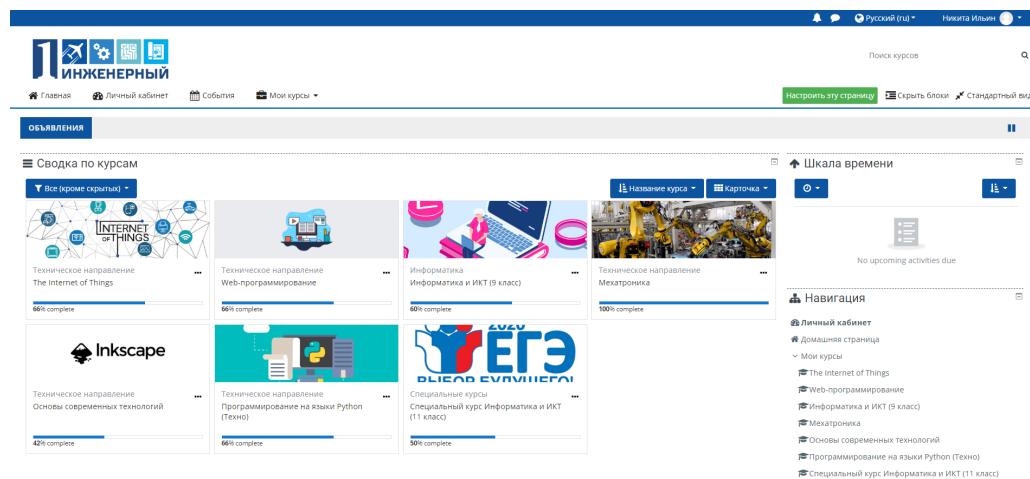 Русский (ru)
Никита Ильин
1
ИНЖЕНЕРНЫЙ
Поиск курсов
Главная
Личный кабинет
События
Мои курсы
Настроить эту страницу
Скрыть блоки
Стандартный вид
ОБЪЯВЛЕНИЯ
Сводка по курсам
Все (кроме скрытых)
Название курса
Карточка
INTERNET
OF THINGS
Техническое направление
The Internet of Things
66% complete
Техническое направление
Web-программирование
66% complete
Информатика
Информатика и ИКТ (9 класс)
60% complete
Техническое направление
Мехатроника
100% complete
Inkscape
Техническое направление
Основы современных технологий
42% complete
Техническое направление
Программирование на языки Python
(Техно)
66% complete
2020
ЕГЭ
ВЫБОР БУДУЩЕГО!
Специальные курсы
Специальный курс Информатика и ИКТ
(11 класс)
50% complete
Шкала времени
No upcoming activities due
Навигация
Личный кабинет
Домашняя страница
Мои курсы
The Internet of Things
Web-программирование
Информатика и ИКТ (9 класс)
Мехатроника
Основы современных технологий
Программирование на языки Python (Техно)
Специальный курс Информатика и ИКТ (11 класс)